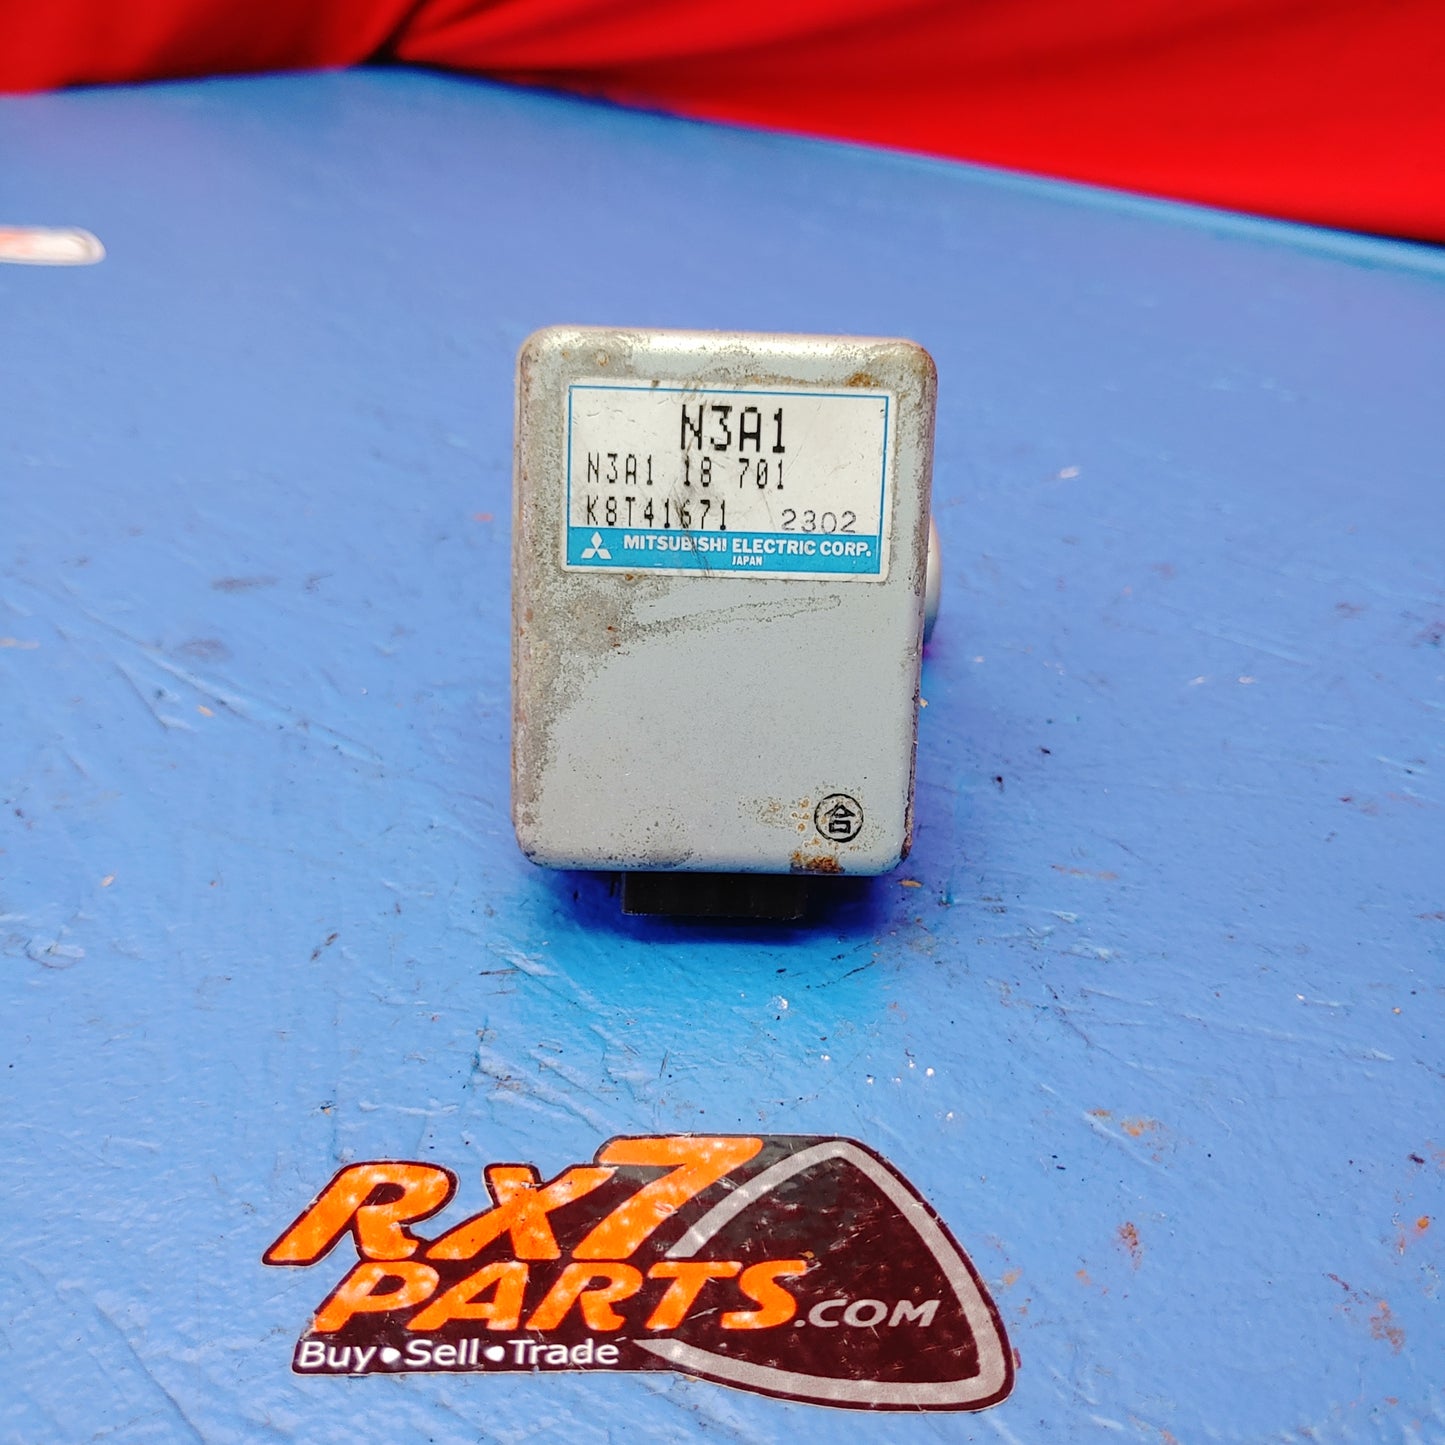 N3A1
N3A1 18 701
K8T41671 2302
MITSUBISHI ELECTRIC CORP.
JAPAN
合
RX7
PARTS.COM
Buy•Sell•Trade